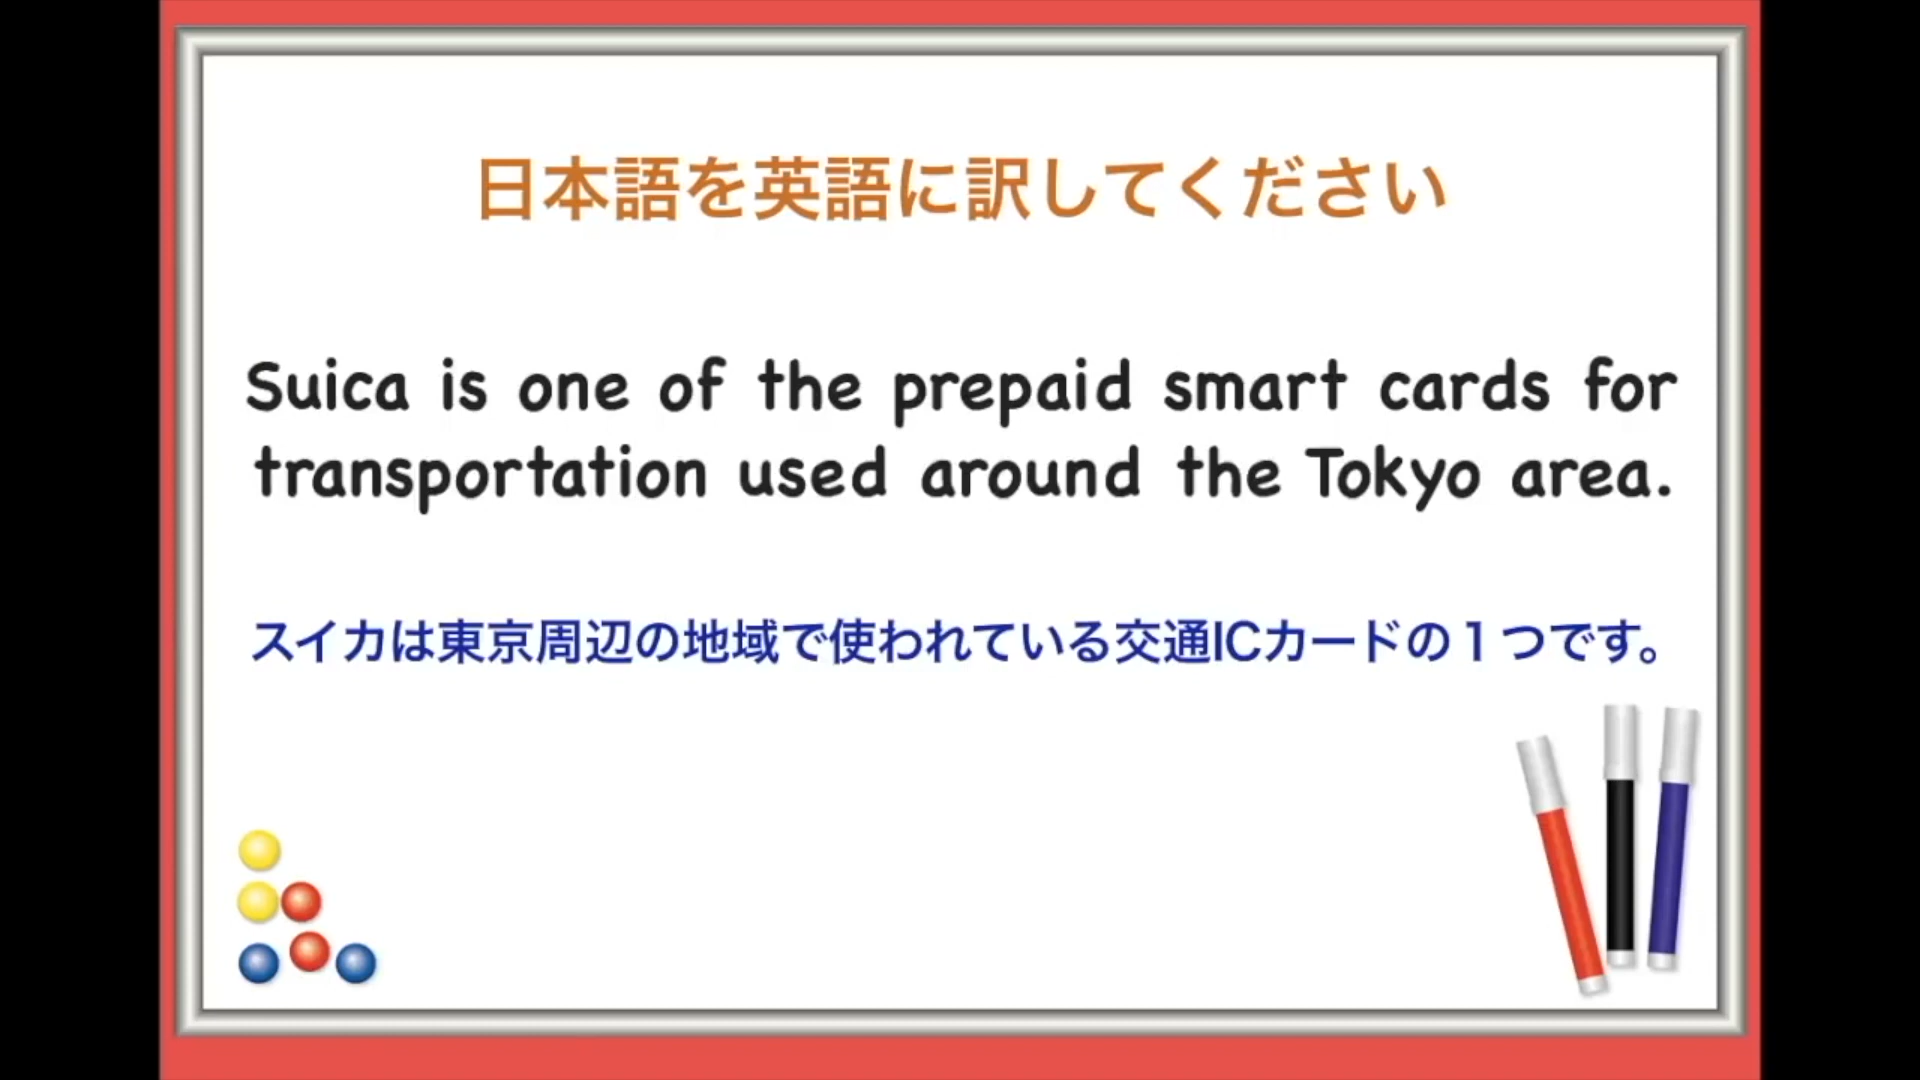 日本語を英語に訳してください
Suica is one of the prepaid smart cards for
transportation used around the Tokyo area.
スイカは東京周辺の地域で使われている交通ICカードの１つです。